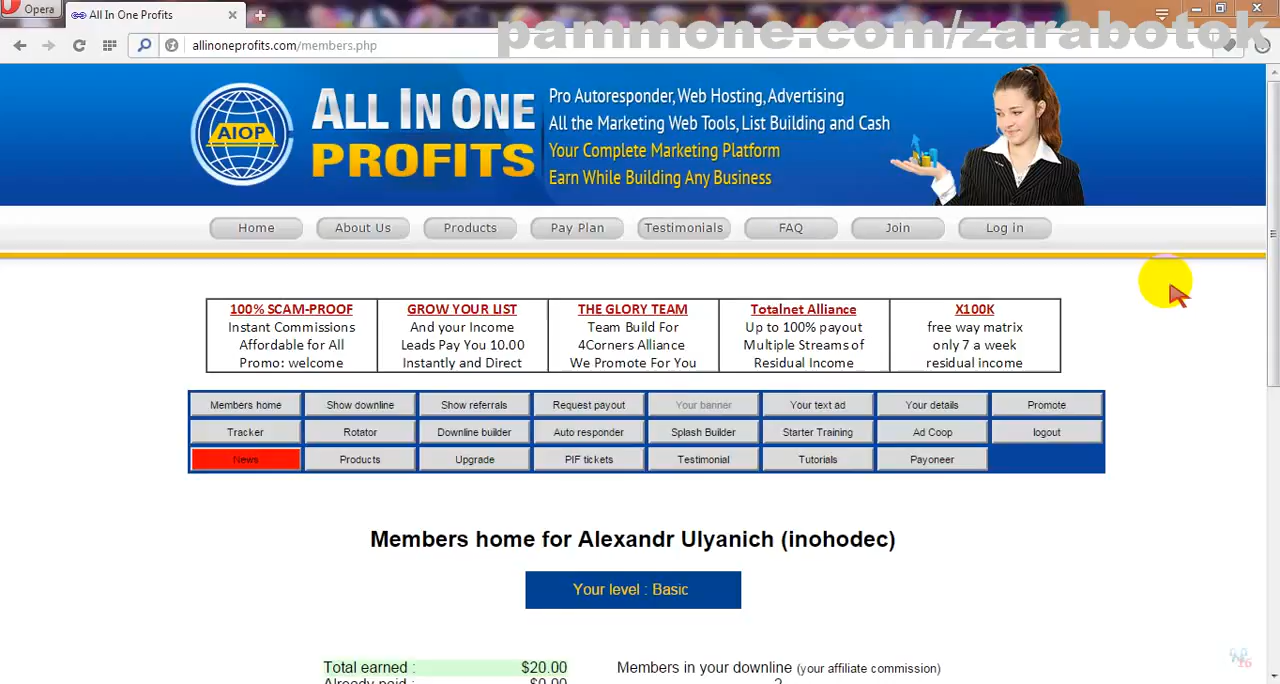 Opera
All In One Profits
allinoneprofits.com/members.php
pammone.com/zarabotok
AIOP
ALL IN ONE
PROFITS
Pro Autoresponder, Web Hosting, Advertising
All the Marketing Web Tools, List Building and Cash
Your Complete Marketing Platform
Earn While Building Any Business
Home About Us Products Pay Plan Testimonials FAQ Join Log in
100% SCAM-PROOF
Instant Commissions
Affordable for All
Promo: welcome
GROW YOUR LIST
And your Income
Leads Pay You 10.00
Instantly and Direct
THE GLORY TEAM
Team Build For
4Corners Alliance
We Promote For You
Totalnet Alliance
Up to 100% payout
Multiple Streams of
Residual Income
X100K
free way matrix
only 7 a week
residual income
Members home Show downline Show referrals Request payout Your banner Your text ad Your details Promote
Tracker Rotator Downline builder Auto responder Splash Builder Starter Training Ad Coop logout
News Products Upgrade PIF tickets Testimonial Tutorials Payoneer
Members home for Alexandr Ulyanich (inohodec)
Your level : Basic
Total earned : $20.00 Members in your downline (your affiliate commission)
Already paid : $0.00